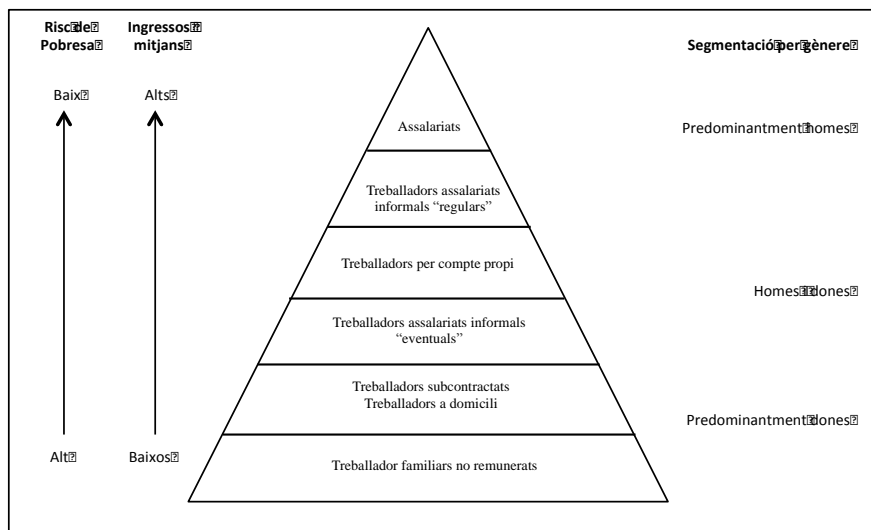 Risc de
Pobresa
Ingressos
mitjans
Segmentació per gènere
Baix
Alts
Assalariats
Predominantment homes
Treballadors assalariats
informals “regulars”
Treballadors per compte propi
Homes i dones
Treballadors assalariats informals
“eventuals”
Treballadors subcontractats
Treballadors a domicili
Predominantment dones
Alt
Baixos
Treballador familiars no remunerats